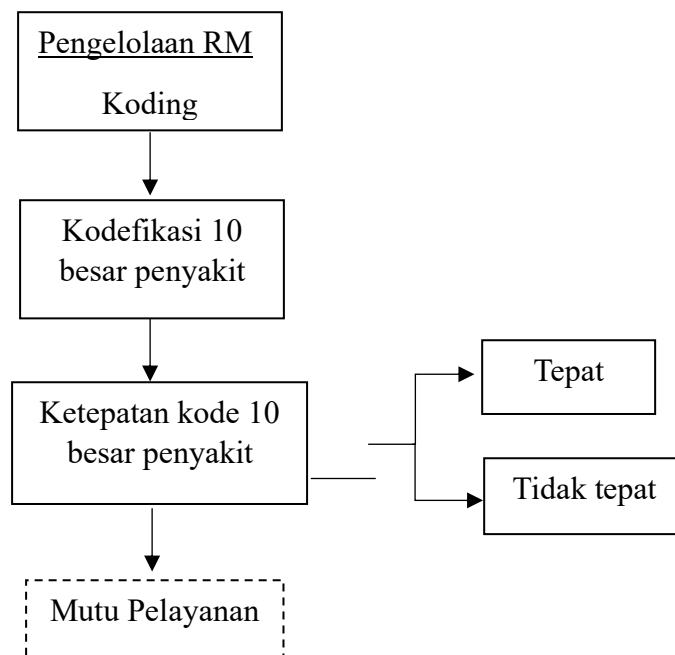 Pengelolaan RM
Koding
Kodefikasi 10
besar penyakit
Ketepatan kode 10
besar penyakit
Tepat
Tidak tepat
Mutu Pelayanan